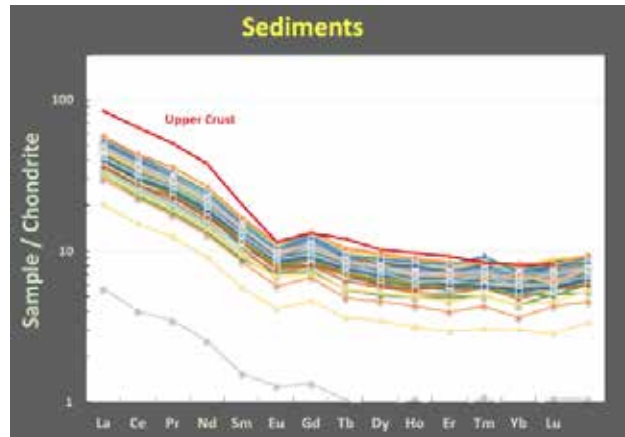 Sediments
100
Upper Crust
Sample / Chondrite
10
1
La Ce Pr Nd Sm Eu Gd Tb Dy Ho Er Tm Yb Lu